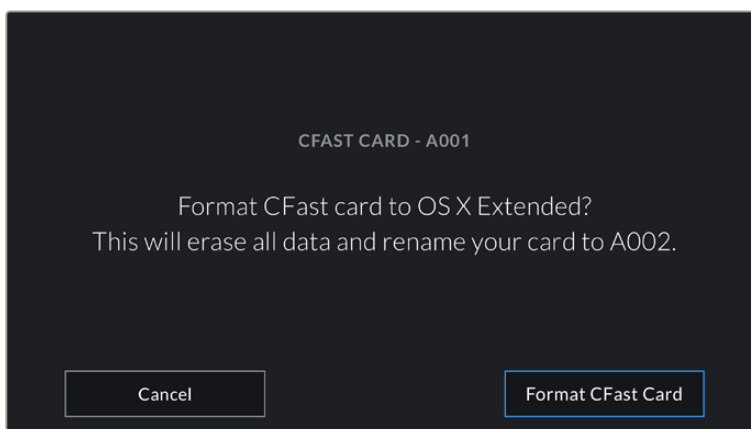 CFAST CARD - A001
Format CFast card to OS X Extended?
This will erase all data and rename your card to A002.
Cancel
Format CFast Card